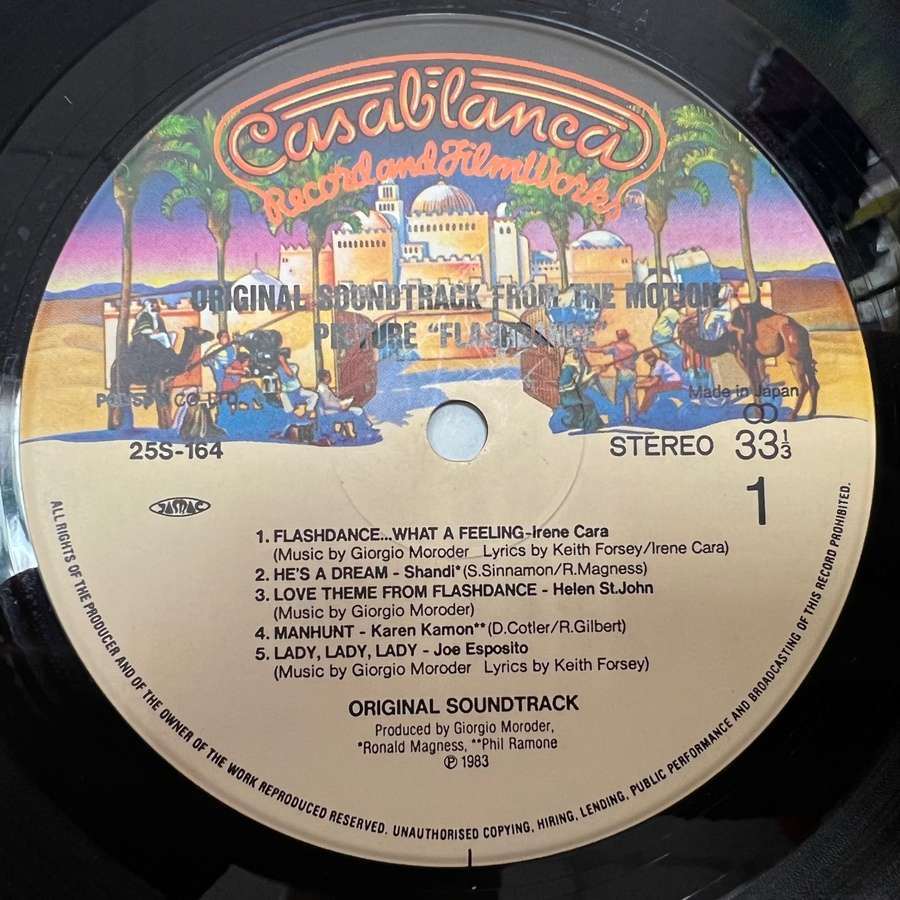 Casablanca
Record and FilmWorks
ORIGINAL SOUNDTRACK FROM THE MOTION
PICTURE "FLASHDANCE"
CO., LTD.
Made in Japan
25S-164
STEREO 33⅓
1
JASRAC
1. FLASHDANCE...WHAT A FEELING-Irene Cara
(Music by Giorgio Moroder Lyrics by Keith Forsey/Irene Cara)
2. HE'S A DREAM - Shandi* (S.Sinnamon/R.Magness)
3. LOVE THEME FROM FLASHDANCE - Helen St.John
(Music by Giorgio Moroder)
4. MANHUNT - Karen Kamon** (D.Cotler/R.Gilbert)
5. LADY, LADY, LADY - Joe Esposito
(Music by Giorgio Moroder Lyrics by Keith Forsey)
ORIGINAL SOUNDTRACK
Produced by Giorgio Moroder,
*Ronald Magness, **Phil Ramone
℗ 1983
ALL RIGHTS OF THE PRODUCER AND OF THE OWNER OF THE WORK REPRODUCED RESERVED. UNAUTHORISED COPYING, HIRING, LENDING, PUBLIC PERFORMANCE AND BROADCASTING OF THIS RECORD PROHIBITED.